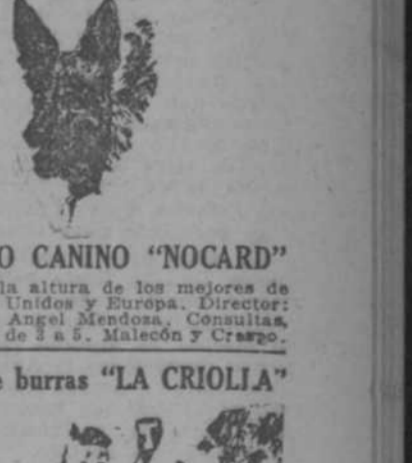 O CANINO “NOCARD”
la altura de los mejores de
Unidos y Europa. Director:
Angel Mendoza. Consultas,
de 3 a 5. Malecón y Crespo.
e burras “LA CRIOLLA”